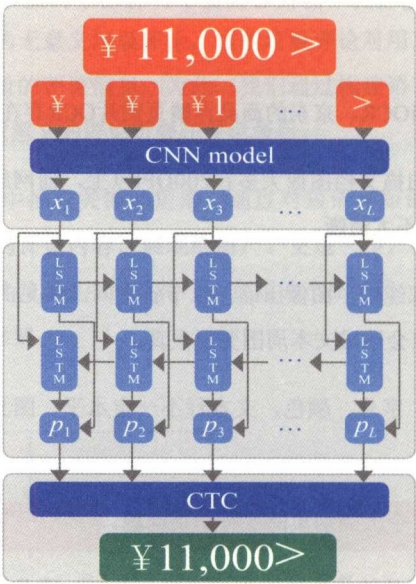 ¥ 11,000 >
¥ ¥ ¥ 1 … >
CNN model
x1 x2 x3 … xL
LSTM LSTM LSTM … LSTM
LSTM LSTM LSTM … LSTM
p1 p2 p3 … pL
CTC
¥ 11,000>